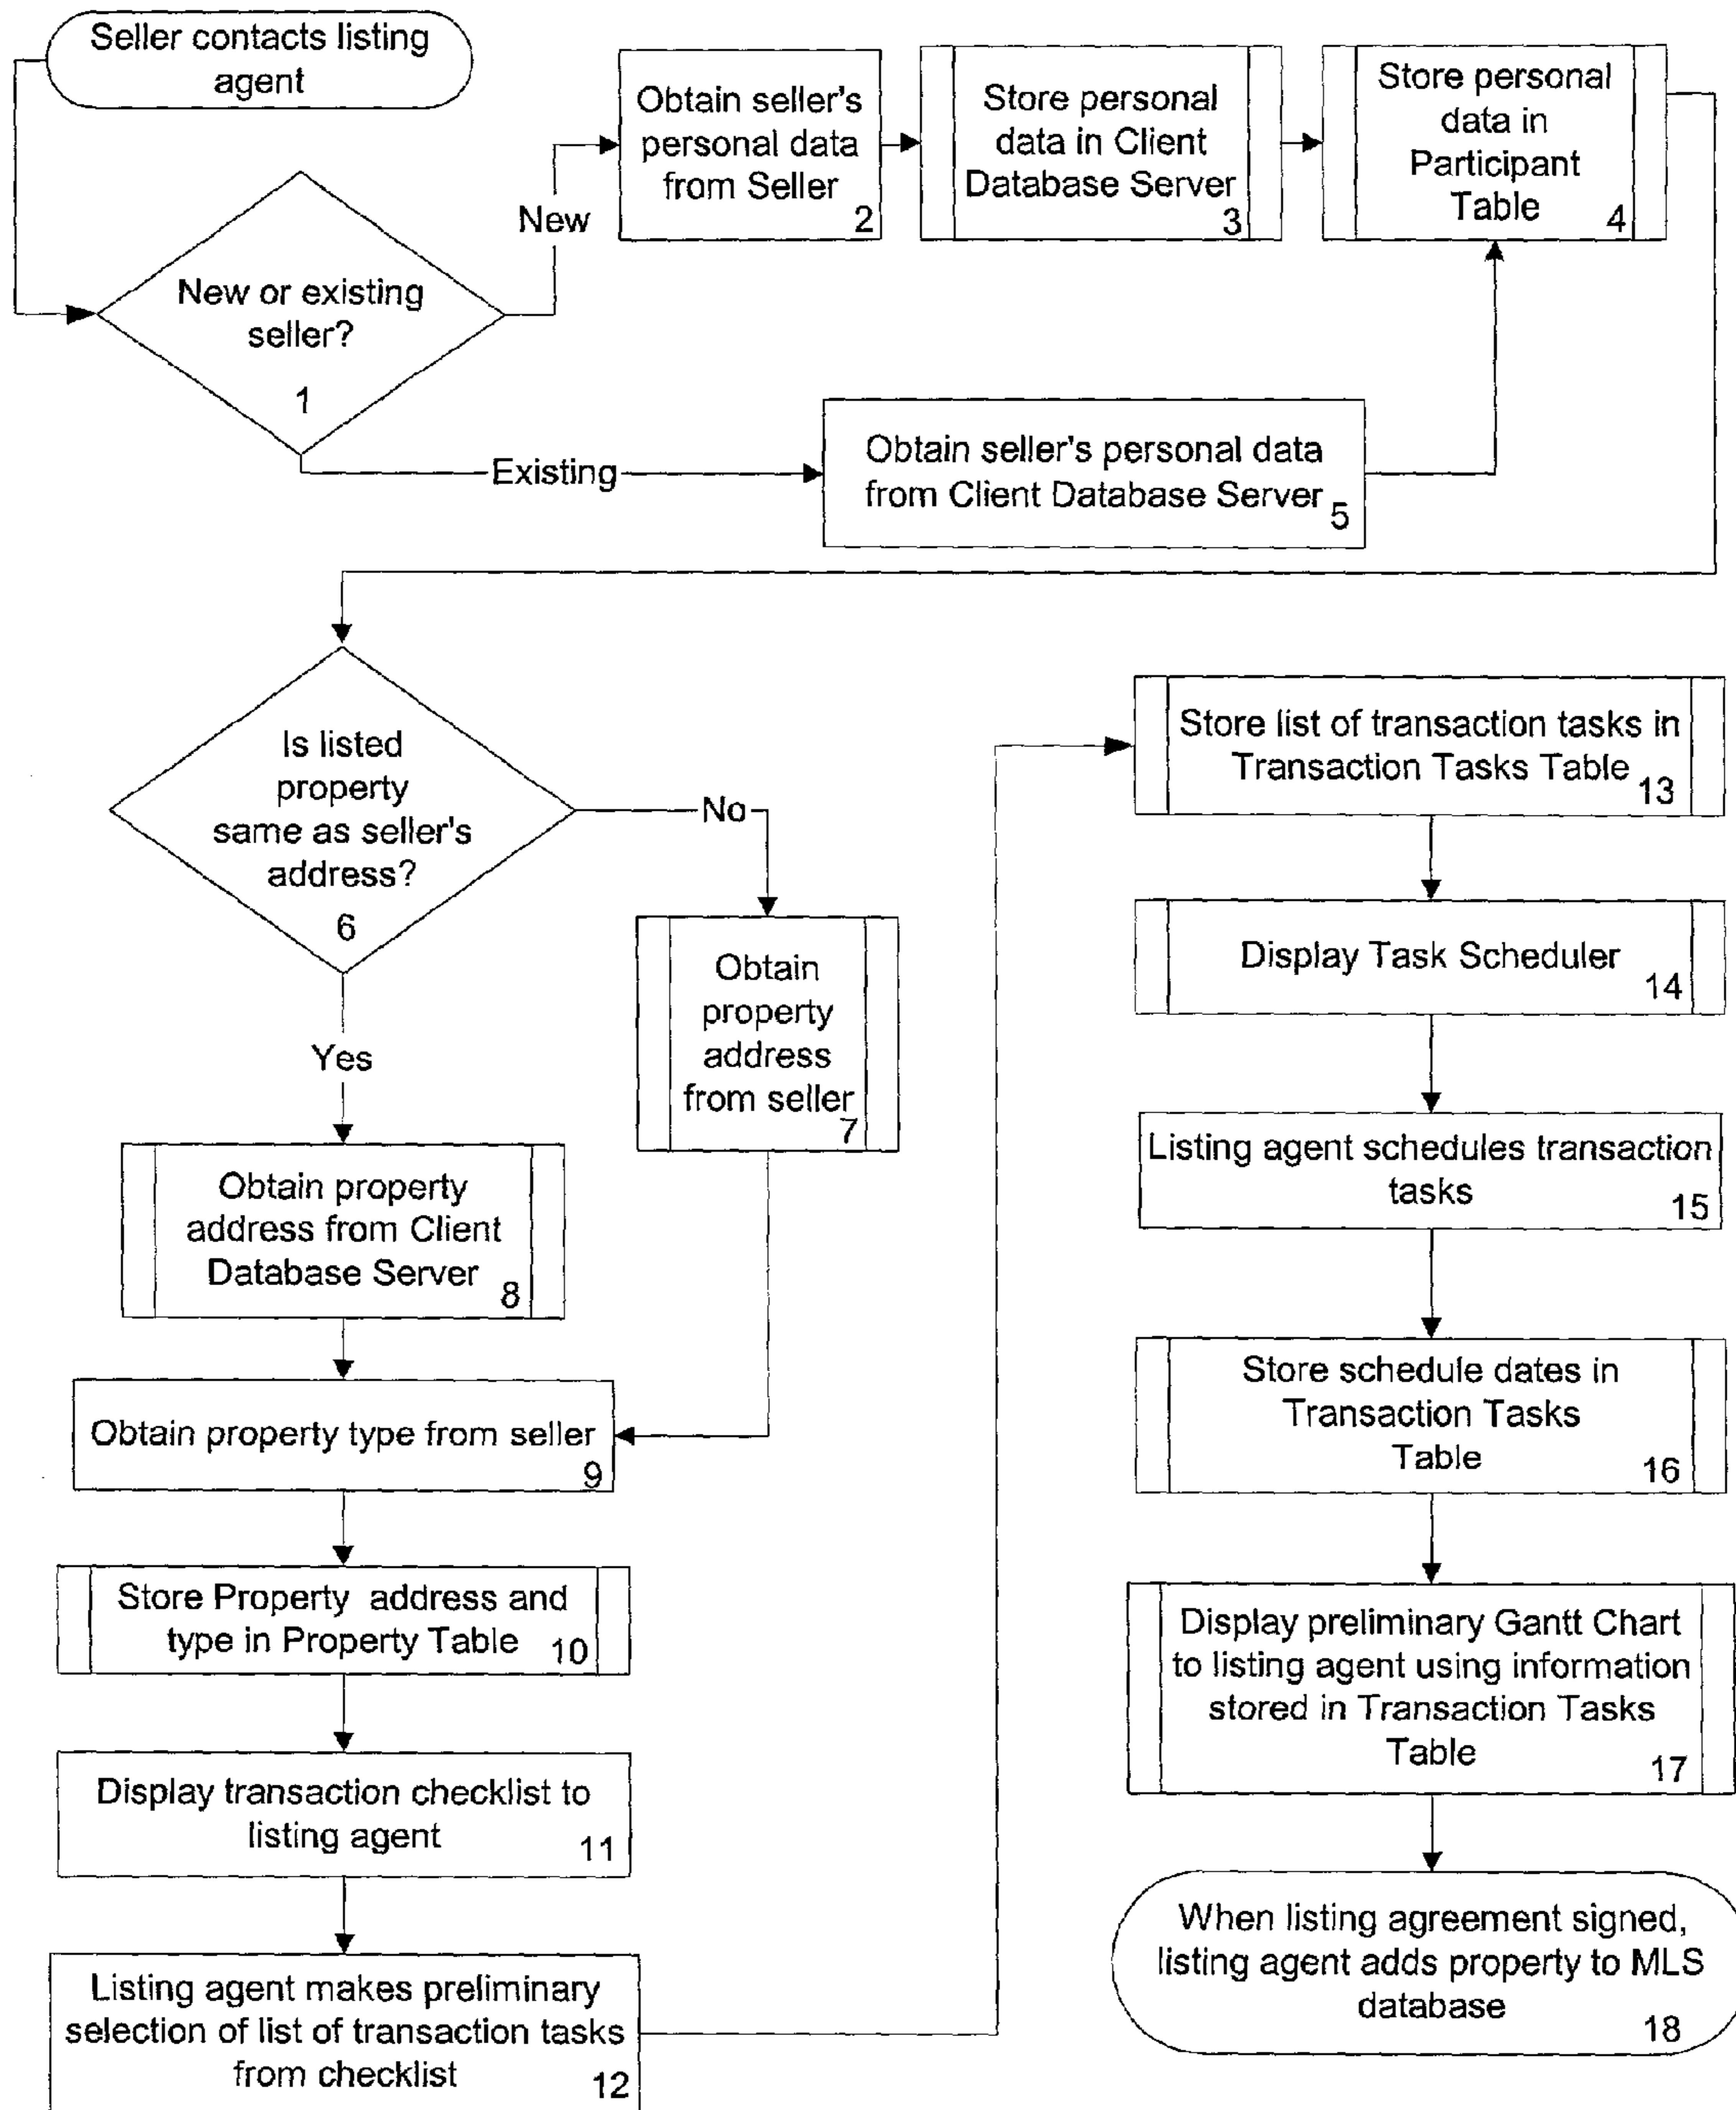 Seller contacts listing
agent
New or existing
seller?
1
New
Obtain seller's
personal data
from Seller
2
Store personal
data in Client
Database Server
3
Store personal
data in
Participant
Table
4
Existing
Obtain seller's personal data
from Client Database Server
5
Is listed
property
same as seller's
address?
6
No
Obtain
property
address
from seller
7
Yes
Obtain property
address from Client
Database Server
8
Obtain property type from seller
9
Store Property address and
type in Property Table
10
Display transaction checklist to
listing agent
11
Listing agent makes preliminary
selection of list of transaction tasks
from checklist
12
Store list of transaction tasks in
Transaction Tasks Table
13
Display Task Scheduler
14
Listing agent schedules transaction
tasks
15
Store schedule dates in
Transaction Tasks
Table
16
Display preliminary Gantt Chart
to listing agent using information
stored in Transaction Tasks
Table
17
When listing agreement signed,
listing agent adds property to MLS
database
18